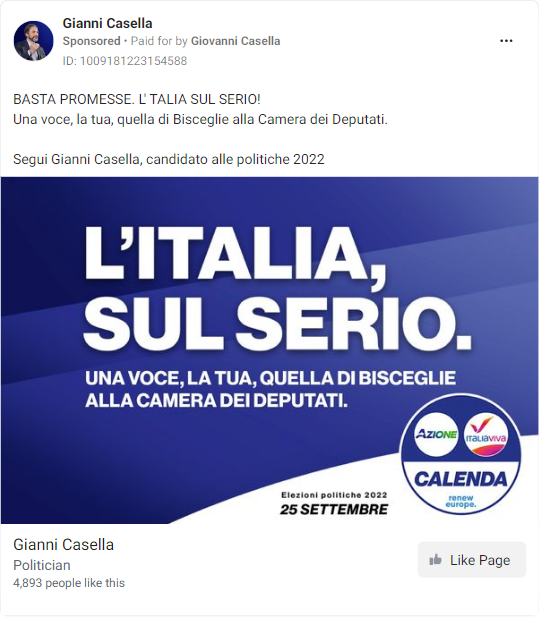 Gianni Casella
Sponsored • Paid for by Giovanni Casella
ID: 1009181223154588
BASTA PROMESSE. L' TALIA SUL SERIO!
Una voce, la tua, quella di Bisceglie alla Camera dei Deputati.
Segui Gianni Casella, candidato alle politiche 2022
L'ITALIA,
SUL SERIO.
UNA VOCE, LA TUA, QUELLA DI BISCEGLIE
ALLA CAMERA DEI DEPUTATI.
AZIONE
ITALIAVIVA
CALENDA
renew
europe.
Elezioni politiche 2022
25 SETTEMBRE
Gianni Casella
Politician
4,893 people like this
Like Page